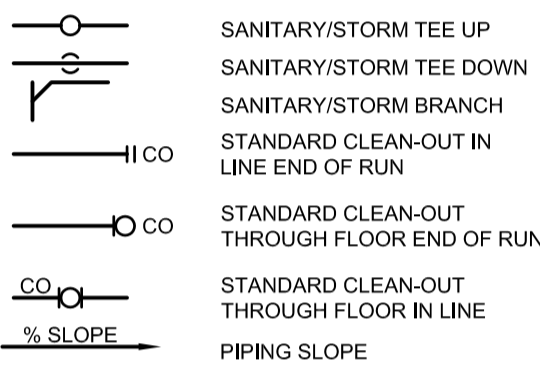 SANITARY/STORM TEE UP
SANITARY/STORM TEE DOWN
SANITARY/STORM BRANCH
CO STANDARD CLEAN-OUT IN
LINE END OF RUN
CO STANDARD CLEAN-OUT
THROUGH FLOOR END OF RUN
CO STANDARD CLEAN-OUT
THROUGH FLOOR IN LINE
% SLOPE PIPING SLOPE